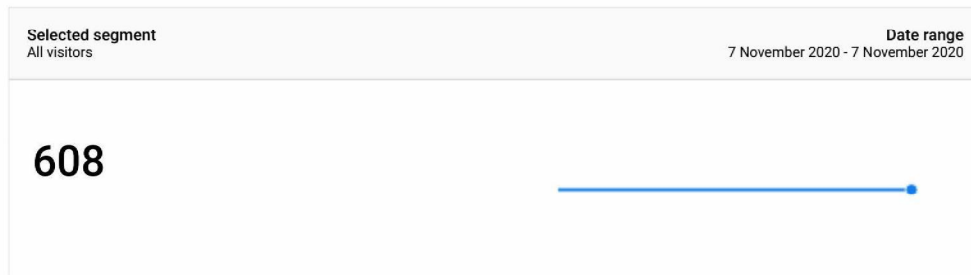 Selected segment
All visitors
Date range
7 November 2020 - 7 November 2020
608